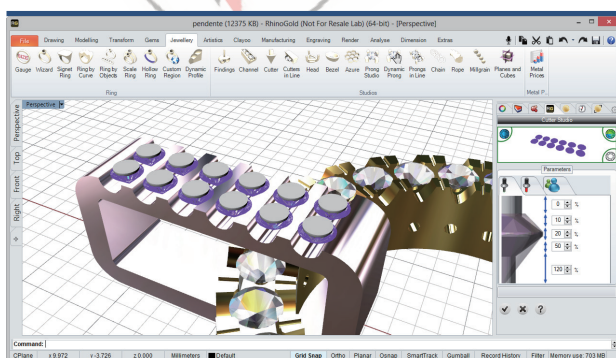 pendente (12375 KB) - RhinoGold (Not For Resale Lab) (64-bit) - [Perspective]
File Drawing Modelling Transform Gems Jewellery Artistics Clayoo Manufacturing Engraving Render Analyse Dimension Extras
Gauge Wizard Signet Ring Ring by Curve Ring by Objects Scale Ring Hollow Ring Custom Region Dynamic Profile Findings Channel Cutter Cutters in Line Head Bezel Azure Prong Studio Dynamic Prong Prongs in Line Chain Rope Millgrain Planes and Cubes Metal Prices
Ring Studios Metal P...
Perspective
Perspective
Top
Front
Right
Cutter Studio
Parameters
0 %
10 %
20 %
50 %
120 %
Command:
CPlane x 9.972 y -3.726 z 0.000 Millimeters Default Grid Snap Ortho Planar Osnap SmartTrack Gumball Record History Filter Memory use: 703 MB